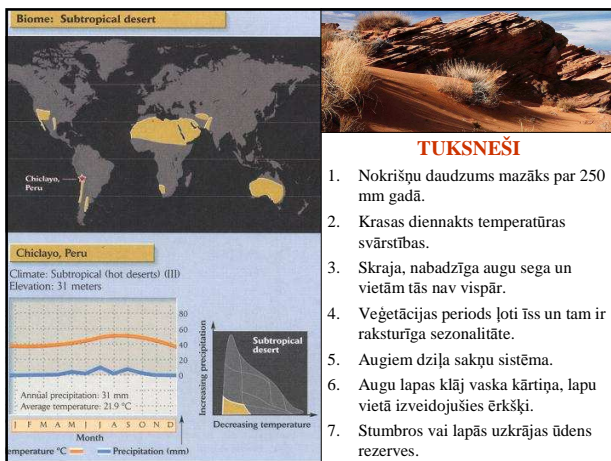 Biome: Subtropical desert
Chiclayo,
Peru
Chiclayo, Peru
Climate: Subtropical (hot deserts) (III)
Elevation: 31 meters
80
60
40
20
0
Annual precipitation: 31 mm
Average temperature: 21.9 °C
J F M A M J J A S O N D
Month
emperature °C
Precipitation (mm)
Increasing precipitation
Subtropical
desert
Decreasing temperature
TUKSNEŠI
1. Nokrišņu daudzums mazāks par 250
mm gadā.
2. Krasas diennakts temperatūras
svārstības.
3. Skraja, nabadzīga augu sega un
vietām tās nav vispār.
4. Veģetācijas periods ļoti īss un tam ir
raksturīga sezonalitāte.
5. Augiem dziļa sakņu sistēma.
6. Augu lapas klāj vaska kārtiņa, lapu
vietā izveidojušies ērkšķi.
7. Stumbros vai lapās uzkrājas ūdens
rezerves.